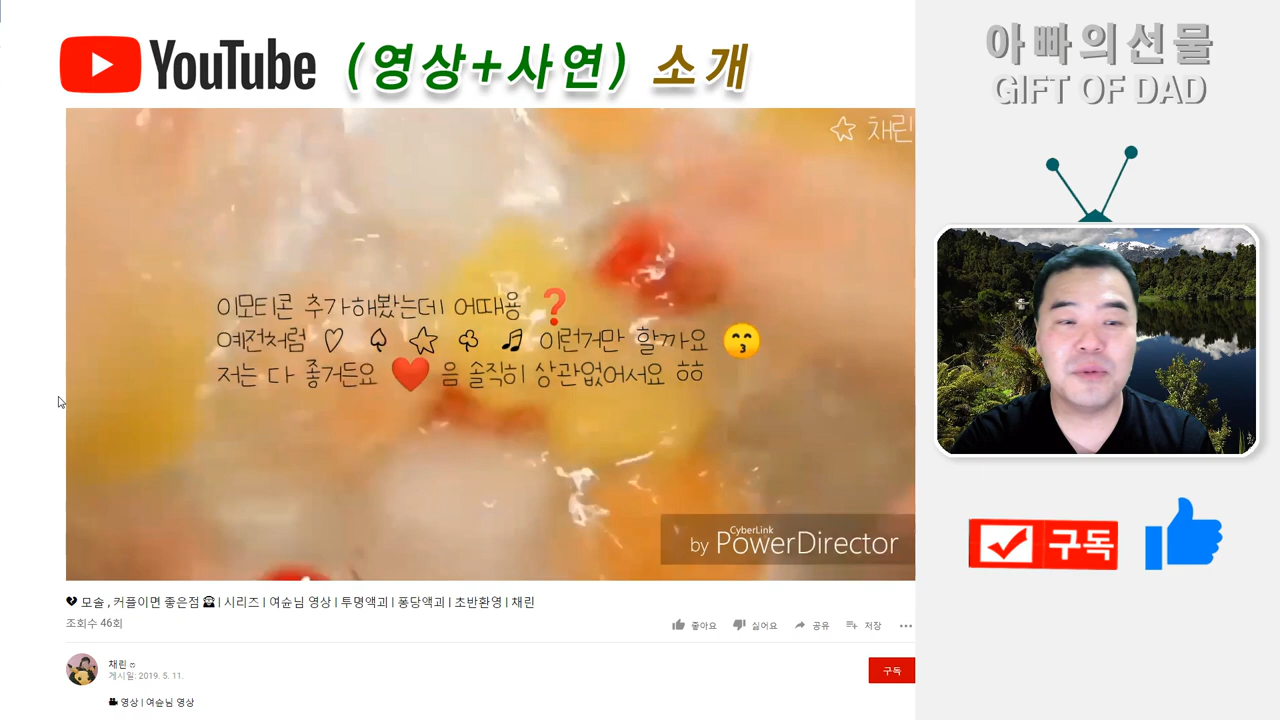 YouTube (영상+사연) 소개
아빠의선물
GIFT OF DAD
☆ 채린
이모티콘 추가해봤는데 어때용 ❓
예전처럼 ♡ ♤ ☆ ♧ ♬ 이런거만 할까요 😙
저는 다 좋거든요 ❤️ 음 솔직히 상관없어서요 ㅎㅎ
CyberLink
by PowerDirector
구독
모솔 , 커플이면 좋은점 | 시리즈 | 여슌님 영상 | 투명액괴 | 퐁당액괴 | 초반환영 | 채린
조회수 46회
좋아요 싫어요 공유 저장
채린
게시일: 2019. 5. 11.
구독
영상 | 여슌님 영상